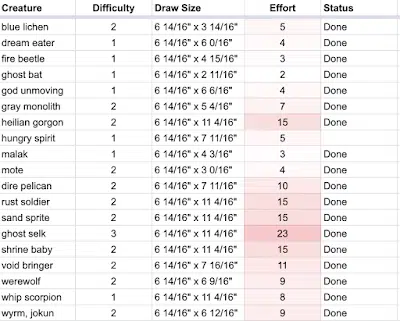 Creature Difficulty Draw Size Effort Status
blue lichen 2 6 14/16" x 3 14/16" 5 Done
dream eater 1 6 14/16" x 6 0/16" 4 Done
fire beetle 1 6 14/16" x 4 15/16" 3 Done
ghost bat 1 6 14/16" x 2 11/16" 2 Done
god unmoving 1 6 14/16" x 6 6/16" 4 Done
gray monolith 2 6 14/16" x 5 4/16" 7 Done
heilian gorgon 2 6 14/16" x 11 4/16" 15 Done
hungry spirit 1 6 14/16" x 7 11/16" 5
malak 1 6 14/16" x 4 3/16" 3 Done
mote 2 6 14/16" x 3 0/16" 4 Done
dire pelican 2 6 14/16" x 7 11/16" 10 Done
rust soldier 2 6 14/16" x 11 4/16" 15 Done
sand sprite 2 6 14/16" x 11 4/16" 15 Done
ghost selk 3 6 14/16" x 11 4/16" 23 Done
shrine baby 2 6 14/16" x 11 4/16" 15 Done
void bringer 2 6 14/16" x 7 16/16" 11 Done
werewolf 2 6 14/16" x 6 9/16" 9 Done
whip scorpion 1 6 14/16" x 11 4/16" 8 Done
wyrm, jokun 2 6 14/16" x 6 12/16" 9 Done